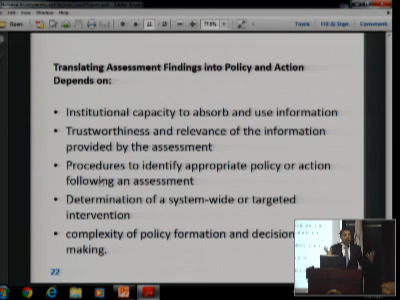 Open
22
Tools
Fill & Sign
Comment
Translating Assessment Findings into Policy and Action
Depends on:
• Institutional capacity to absorb and use information
• Trustworthiness and relevance of the information
provided by the assessment
• Procedures to identify appropriate policy or action
following an assessment
• Determination of a system-wide or targeted
intervention
• complexity of policy formation and decision
making.
22